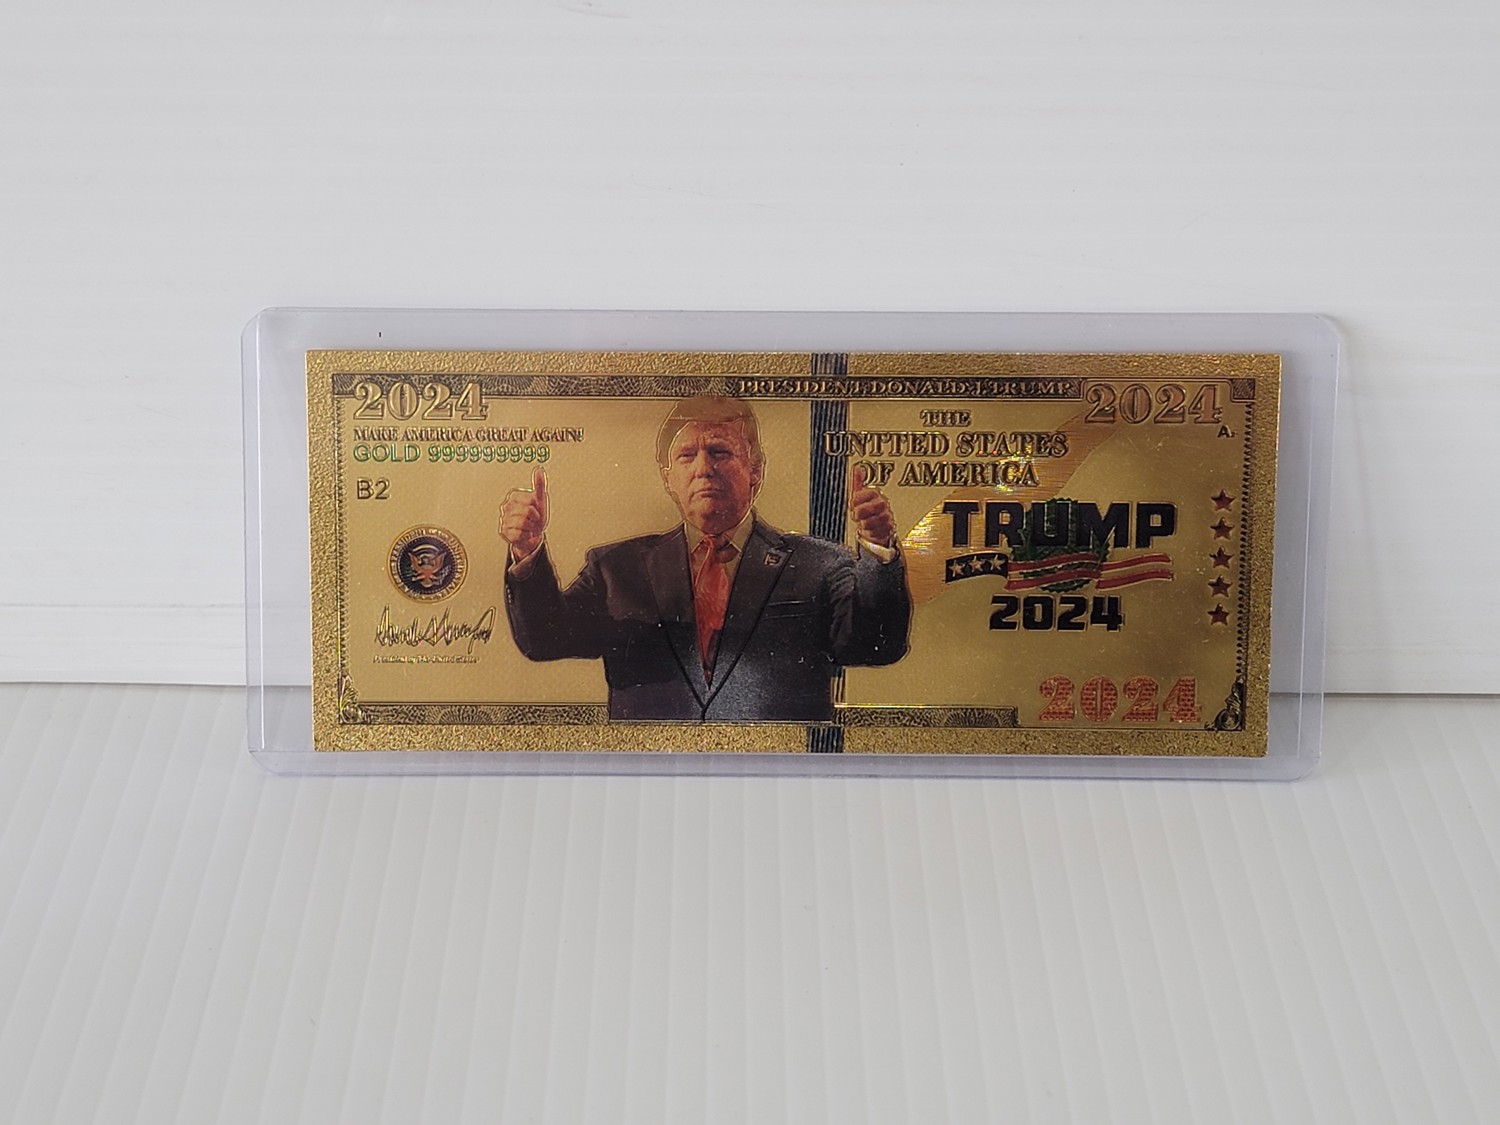 2024
PRESIDENT DONALD J TRUMP
2024
MAKE AMERICA GREAT AGAIN!
GOLD 999999999
B2
THE
UNITED STATES
OF AMERICA
TRUMP
2024
2024